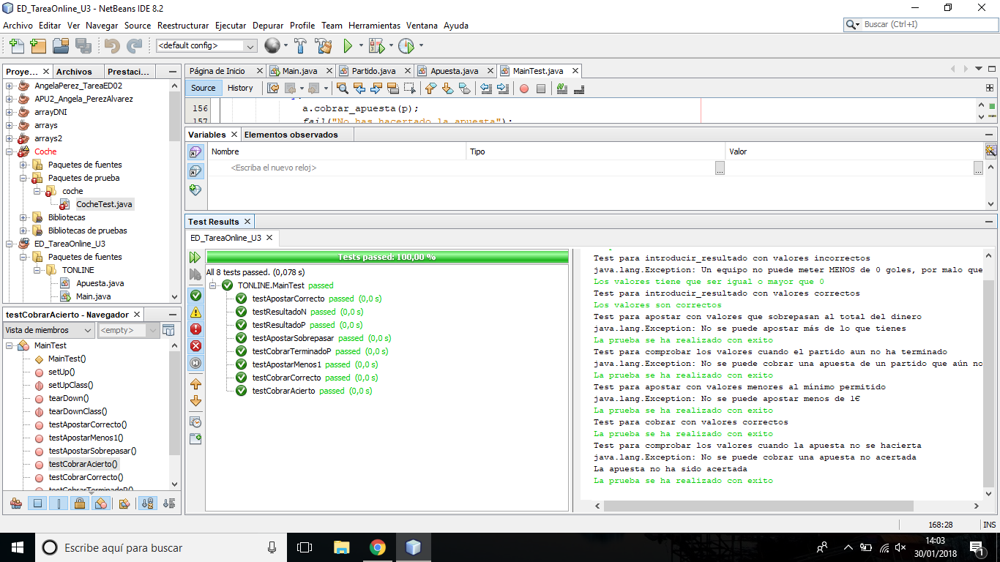 ED_TareaOnline_U3 - NetBeans IDE 8.2
Archivo Editar Ver Navegar Source Reestructurar Ejecutar Depurar Profile Team Herramientas Ventana Ayuda
Buscar (Ctrl+I)
<default config>
Proye... Archivos Prestaci...
AngelaPerez_TareaED02
APU2_Angela_PerezAlvarez
arrayDNI
arrays
arrays2
Coche
Paquetes de fuentes
Paquetes de prueba
coche
CocheTest.java
Bibliotecas
Bibliotecas de pruebas
ED_TareaOnline_U3
Paquetes de fuentes
TONLINE
Apuesta.java
Main.java
testCobrarAcierto - Navegador
Vista de miembros <empty>
MainTest
MainTest()
setUp()
setUpClass()
tearDown()
tearDownClass()
testApostarCorrecto()
testApostarMenos1()
testApostarSobrepasar()
testCobrarAcierto()
testCobrarCorrecto()
testCobrarTerminadoP()
Página de Inicio Main.java Partido.java Apuesta.java MainTest.java
Source History
156 a.cobrar_apuesta(p);
157 fail("No has hacertado la apuesta");
Variables Elementos observados
Nombre Tipo Valor
<Escriba el nuevo reloj> ... ...
Test Results
ED_TareaOnline_U3
Tests passed: 100,00 %
All 8 tests passed. (0,078 s)
TONLINE.MainTest passed
testApostarCorrecto passed (0,0 s)
testResultadoN passed (0,0 s)
testResultadoP passed (0,0 s)
testApostarSobrepasar passed (0,0 s)
testCobrarTerminadoP passed (0,0 s)
testApostarMenos1 passed (0,0 s)
testCobrarCorrecto passed (0,0 s)
testCobrarAcierto passed (0,0 s)
Test para introducir_resultado con valores incorrectos
java.lang.Exception: Un equipo no puede meter MENOS de 0 goles, por malo que
Los valores tiene que ser igual o mayor que 0
Test para introducir_resultado con valores correctos
Los valores son correctos
Test para apostar con valores que sobrepasan al total del dinero
java.lang.Exception: No se puede apostar más de lo que tienes
La prueba se ha realizado con exito
Test para comprobar los valores cuando el partido aun no ha terminado
java.lang.Exception: No se puede cobrar una apuesta de un partido que aún no
La prueba se ha realizado con exito
Test para apostar con valores menores al mínimo permitido
java.lang.Exception: No se puede apostar menos de 1€
La prueba se ha realizado con exito
Test para cobrar con valores correctos
La prueba se ha realizado con exito
Test para comprobar los valores cuando la apuesta no se hacierta
java.lang.Exception: No se puede cobrar una apuesta no acertada
La apuesta no ha sido acertada
La prueba se ha realizado con exito
168:28 INS
Escribe aquí para buscar
14:03
30/01/2018
1